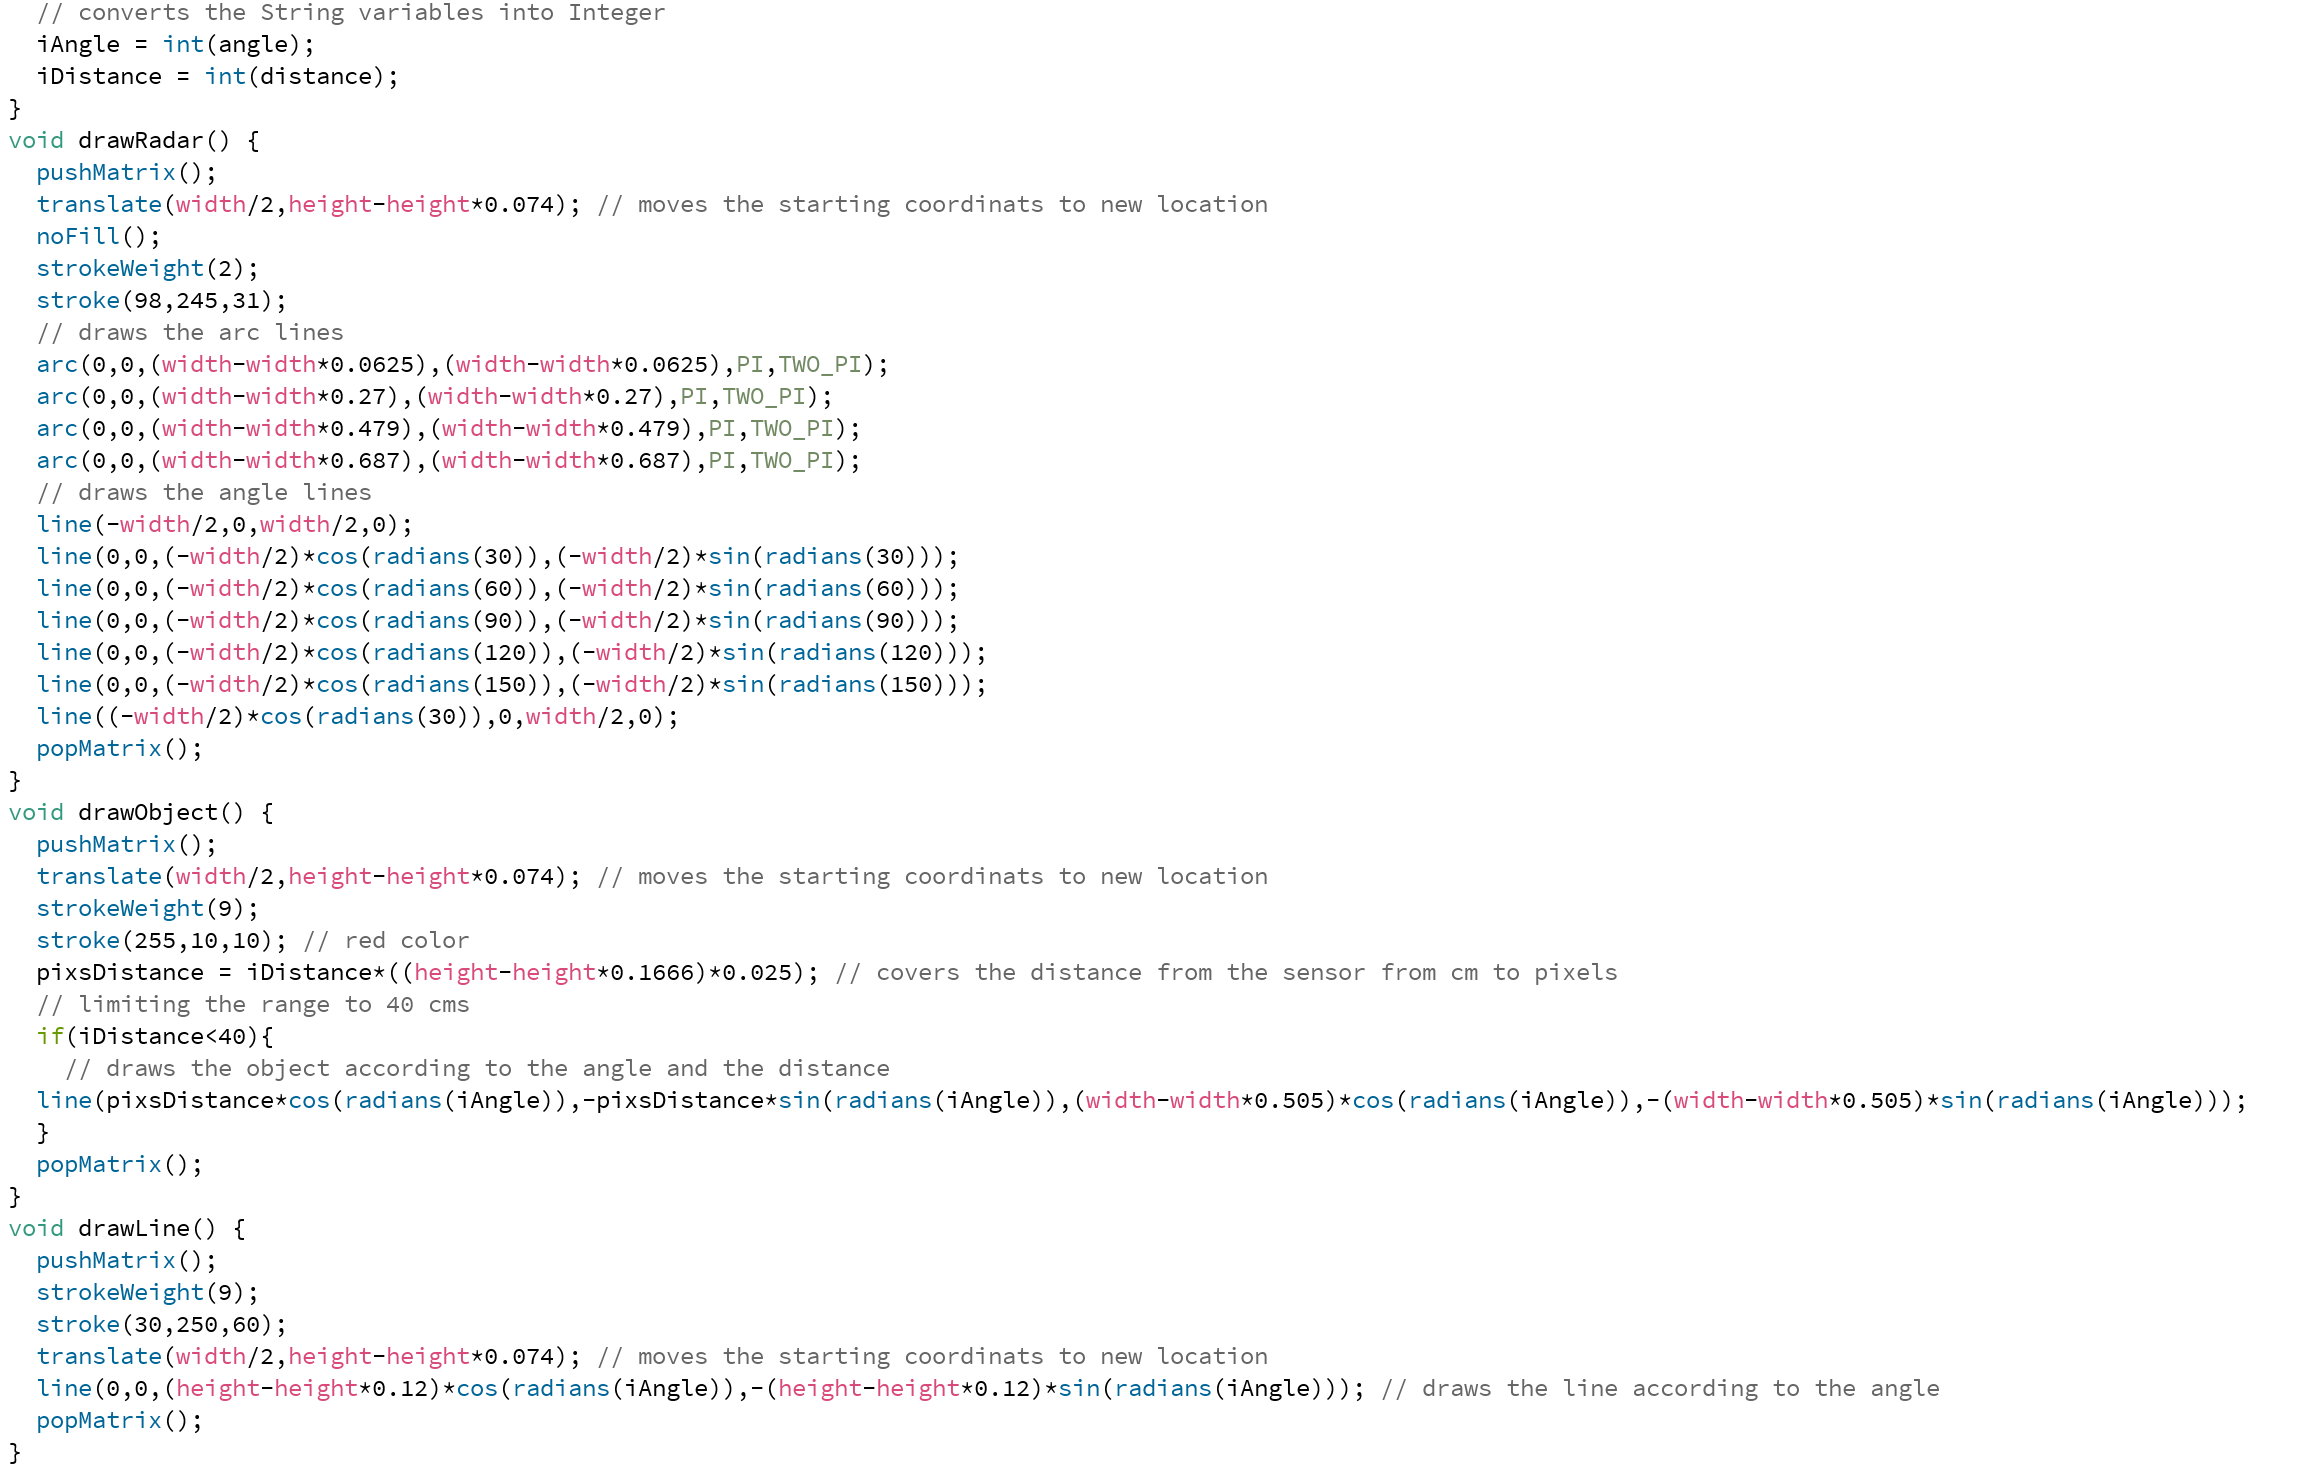 // converts the String variables into Integer
iAngle = int(angle);
iDistance = int(distance);
}
void drawRadar() {
pushMatrix();
translate(width/2,height-height*0.074); // moves the starting coordinats to new location
noFill();
strokeWeight(2);
stroke(98,245,31);
// draws the arc lines
arc(0,0,(width-width*0.0625),(width-width*0.0625),PI,TWO_PI);
arc(0,0,(width-width*0.27),(width-width*0.27),PI,TWO_PI);
arc(0,0,(width-width*0.479),(width-width*0.479),PI,TWO_PI);
arc(0,0,(width-width*0.687),(width-width*0.687),PI,TWO_PI);
// draws the angle lines
line(-width/2,0,width/2,0);
line(0,0,(-width/2)*cos(radians(30)),(-width/2)*sin(radians(30)));
line(0,0,(-width/2)*cos(radians(60)),(-width/2)*sin(radians(60)));
line(0,0,(-width/2)*cos(radians(90)),(-width/2)*sin(radians(90)));
line(0,0,(-width/2)*cos(radians(120)),(-width/2)*sin(radians(120)));
line(0,0,(-width/2)*cos(radians(150)),(-width/2)*sin(radians(150)));
line((-width/2)*cos(radians(30)),0,width/2,0);
popMatrix();
}
void drawObject() {
pushMatrix();
translate(width/2,height-height*0.074); // moves the starting coordinats to new location
strokeWeight(9);
stroke(255,10,10); // red color
pixsDistance = iDistance*((height-height*0.1666)*0.025); // covers the distance from the sensor from cm to pixels
// limiting the range to 40 cms
if(iDistance<40){
// draws the object according to the angle and the distance
line(pixsDistance*cos(radians(iAngle)),-pixsDistance*sin(radians(iAngle)),(width-width*0.505)*cos(radians(iAngle)),-(width-width*0.505)*sin(radians(iAngle)));
}
popMatrix();
}
void drawLine() {
pushMatrix();
strokeWeight(9);
stroke(30,250,60);
translate(width/2,height-height*0.074); // moves the starting coordinats to new location
line(0,0,(height-height*0.12)*cos(radians(iAngle)),-(height-height*0.12)*sin(radians(iAngle))); // draws the line according to the angle
popMatrix();
}